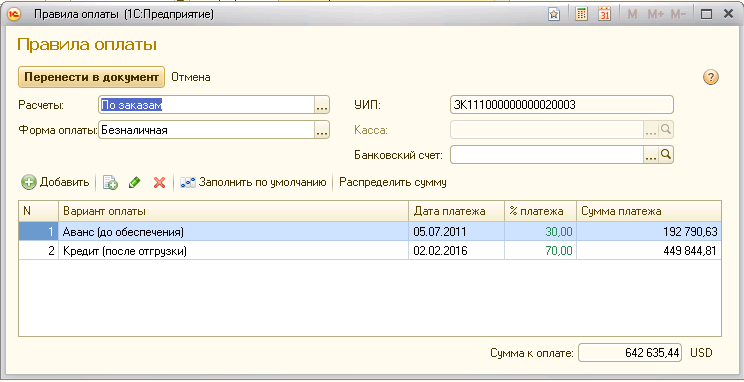 Правила оплаты (1С:Предприятие)
31 M M+ M-
Правила оплаты
Перенести в документ Отмена ?
Расчеты: По заказам ... УИП: ЗК111000000000020003
Форма оплаты: Безналичная ... Касса: ...
Банковский счет: ...
Добавить Заполнить по умолчанию Распределить сумму
N Вариант оплаты Дата платежа % платежа Сумма платежа
1 Аванс (до обеспечения) 05.07.2011 30,00 192 790,63
2 Кредит (после отгрузки) 02.02.2016 70,00 449 844,81
Сумма к оплате: 642 635,44 USD